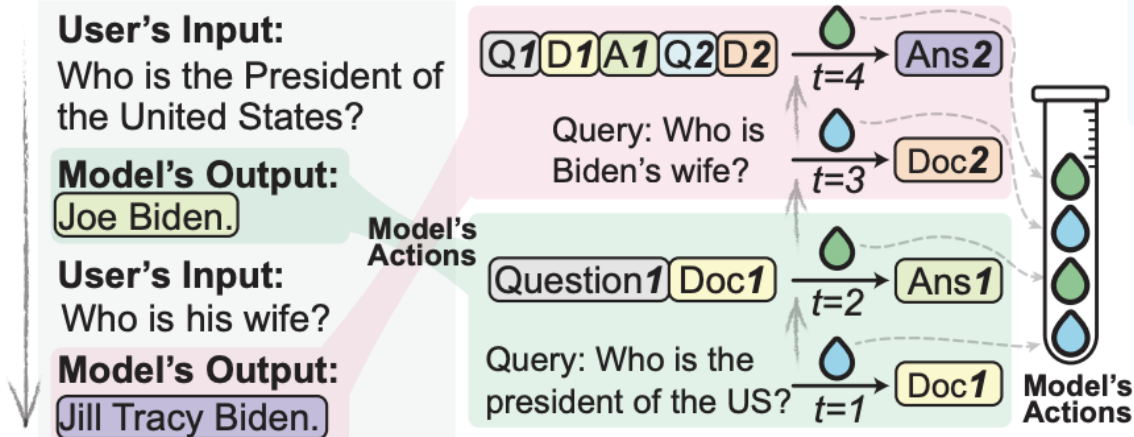 User's Input:
Who is the President of
the United States?
Model's Output:
Joe Biden.
User's Input:
Who is his wife?
Model's Output:
Jill Tracy Biden.
Model's
Actions
Q1 D1 A1 Q2 D2
t=4
Ans2
Query: Who is
Biden's wife?
t=3
Doc2
Question1 Doc1
t=2
Ans1
Query: Who is the
president of the US?
t=1
Doc1
Model's
Actions